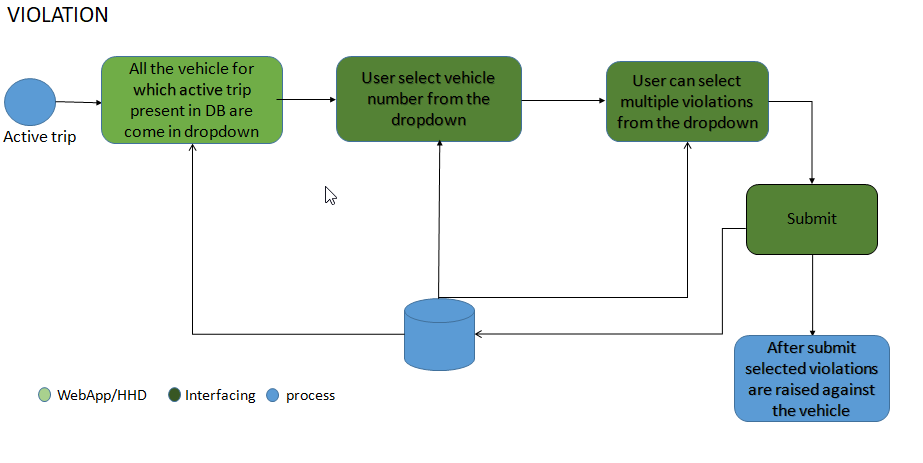 VIOLATION
Active trip
All the vehicle for
which active trip
present in DB are
come in dropdown
User select vehicle
number from the
dropdown
User can select
multiple violations
from the dropdown
Submit
After submit
selected violations
are raised against
the vehicle
WebApp/HHD
Interfacing
process